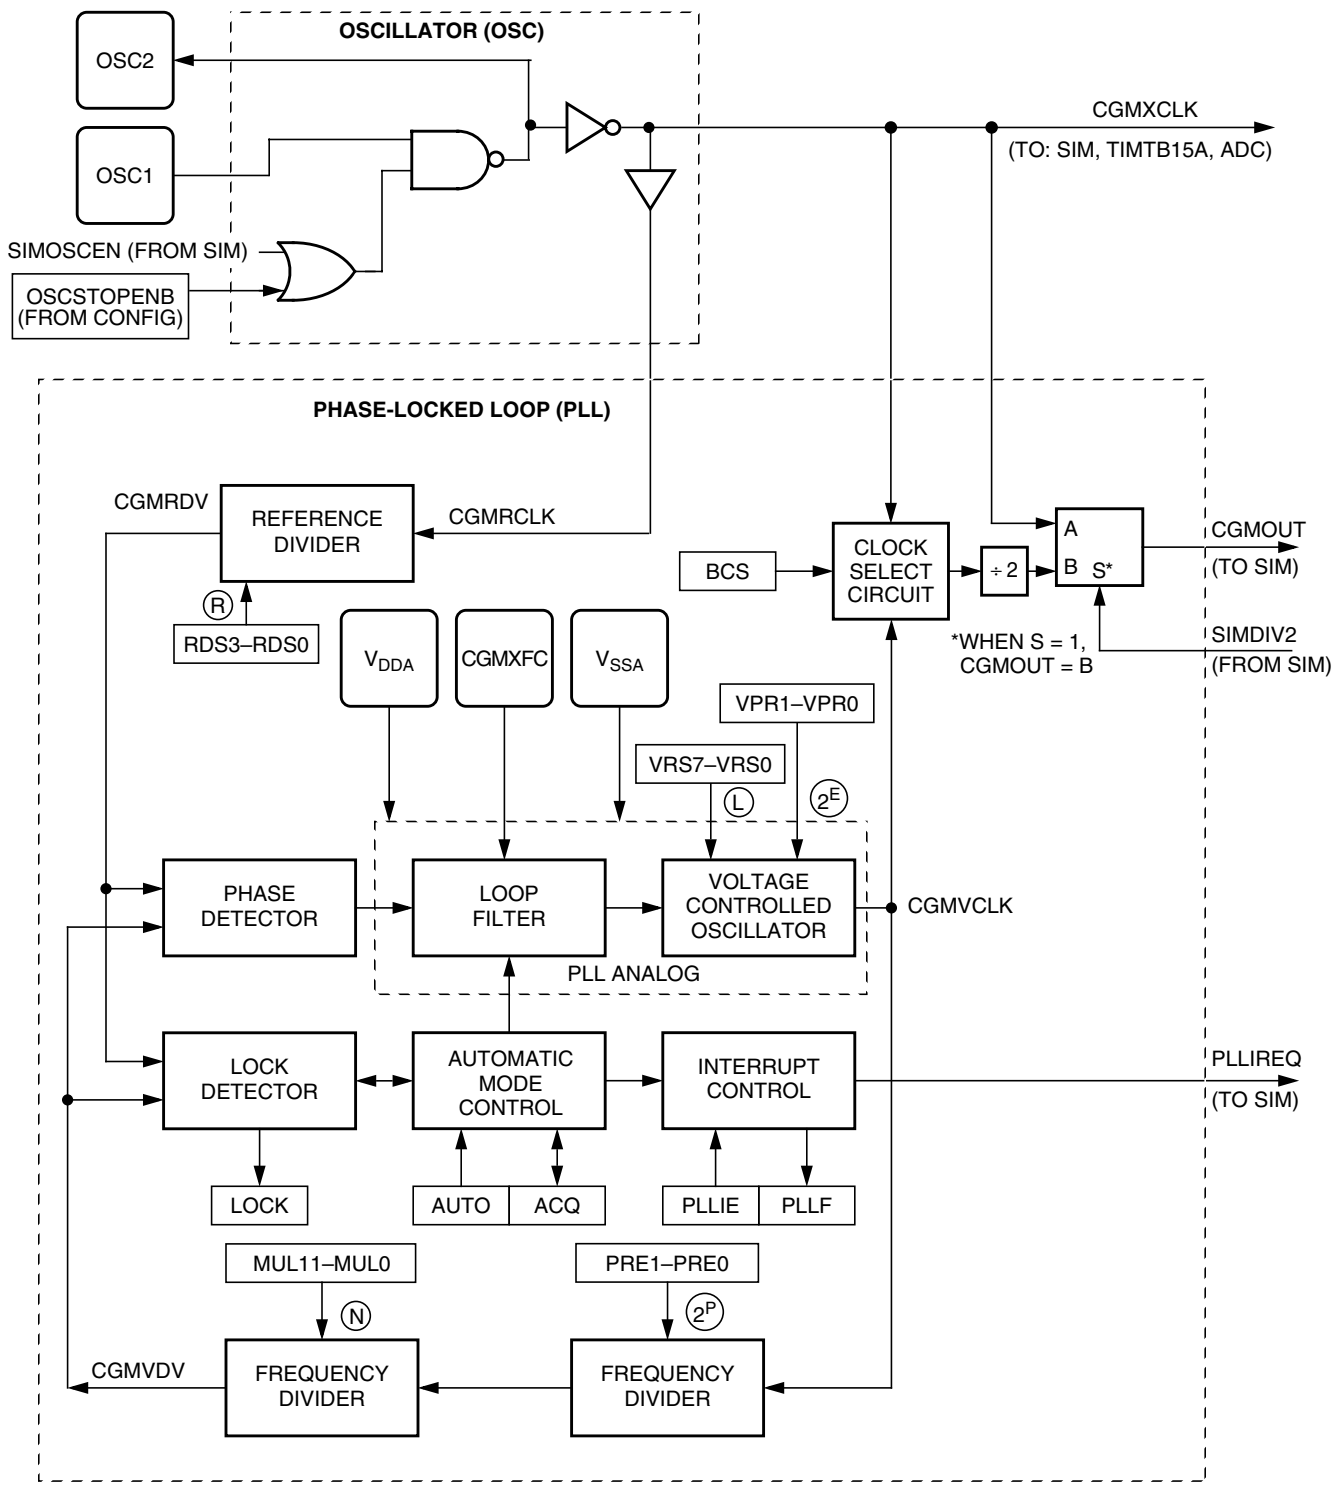 OSCILLATOR (OSC)
OSC2
CGMXCLK
(TO: SIM, TIMTB15A, ADC)
OSC1
SIMOSCEN (FROM SIM)
OSCSTOPENB
(FROM CONFIG)
PHASE-LOCKED LOOP (PLL)
CGMRDV
REFERENCE
DIVIDER
CGMRCLK
R
RDS3–RDS0
BCS
CLOCK
SELECT
CIRCUIT
÷ 2
A
B S*
CGMOUT
(TO SIM)
SIMDIV2
(FROM SIM)
*WHEN S = 1,
CGMOUT = B
VDDA
CGMXFC
VSSA
VPR1–VPR0
VRS7–VRS0
L
2E
PHASE
DETECTOR
LOOP
FILTER
VOLTAGE
CONTROLLED
OSCILLATOR
CGMVCLK
PLL ANALOG
LOCK
DETECTOR
AUTOMATIC
MODE
CONTROL
INTERRUPT
CONTROL
PLLIREQ
(TO SIM)
LOCK
AUTO
ACQ
PLLIE
PLLF
MUL11–MUL0
PRE1–PRE0
N
2P
CGMVDV
FREQUENCY
DIVIDER
FREQUENCY
DIVIDER